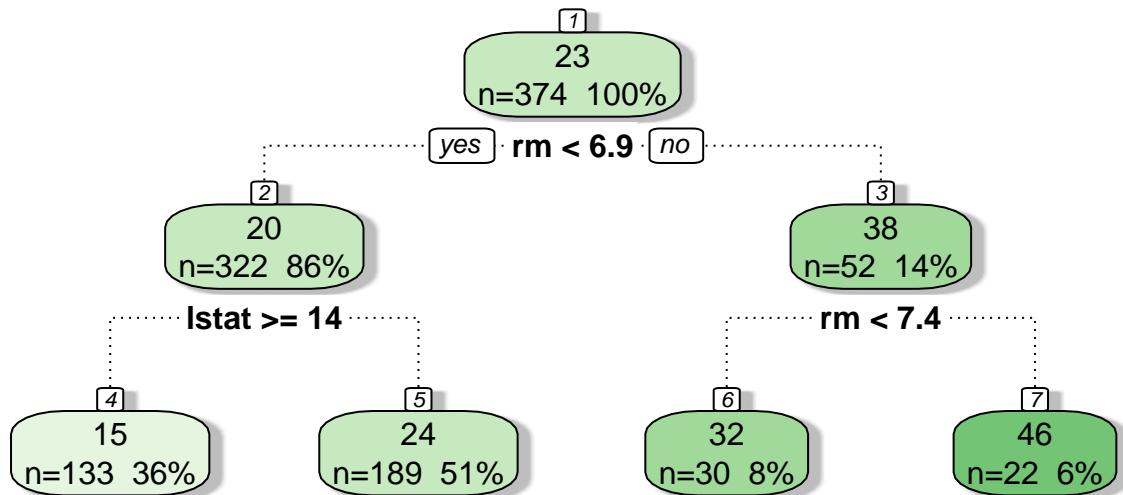 1
23
n=374 100%
yes rm < 6.9 no
2
3
20
n=322 86%
38
n=52 14%
lstat >= 14
rm < 7.4
4
5
6
7
15
n=133 36%
24
n=189 51%
32
n=30 8%
46
n=22 6%